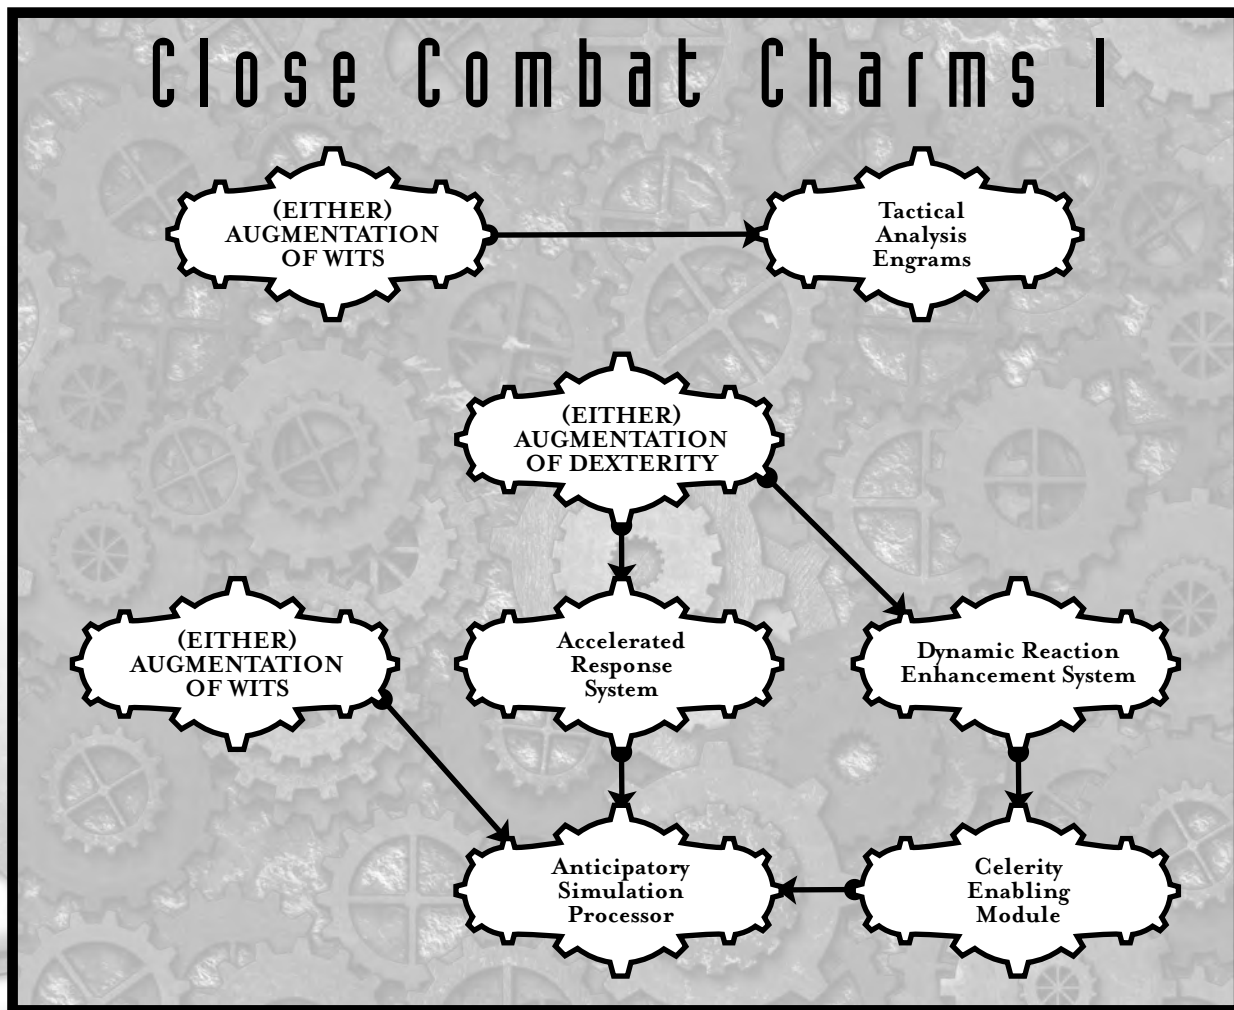 Close Combat Charms I
(EITHER)
AUGMENTATION
OF WITS
Tactical
Analysis
Engrams
(EITHER)
AUGMENTATION
OF DEXTERITY
(EITHER)
AUGMENTATION
OF WITS
Accelerated
Response
System
Dynamic Reaction
Enhancement System
Anticipatory
Simulation
Processor
Celerity
Enabling
Module